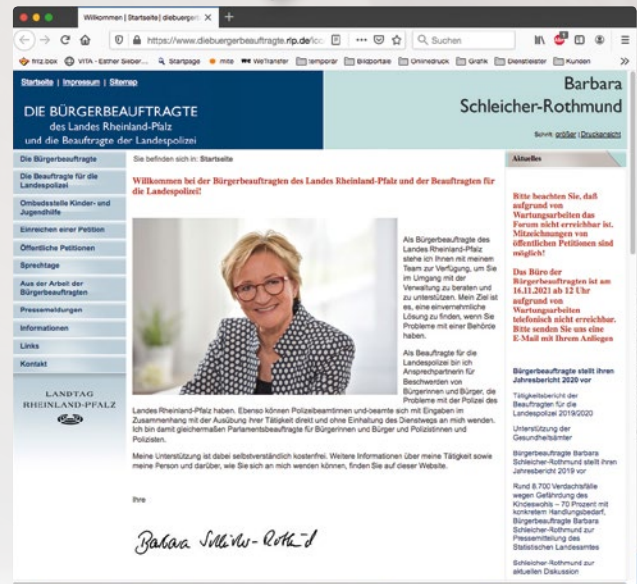 Willkommen | Startseite | diebuerger
https://www.diebuergerbeauftragte.rlp.de/icc
Suchen
fritz.box
VITA - Esther
Startpage
mite
WeTransfer
temporär
Bildportale
Onlinedruck
Grafik
Dienstleister
Kunden
Startseite | Impressum | Sitemap
DIE BÜRGERBEAUFTRAGTE
des Landes Rheinland-Pfalz
und die Beauftragte der Landespolizei
Barbara
Schleicher-Rothmund
Schrift: größer | Druckansicht
Die Bürgerbeauftragte
Die Beauftragte für die
Landespolizei
Ombudsstelle Kinder- und
Jugendhilfe
Einreichen einer Petition
Öffentliche Petitionen
Sprechtage
Aus der Arbeit der
Bürgerbeauftragten
Pressemeldungen
Informationen
Links
Kontakt
LANDTAG
RHEINLAND-PFALZ
Sie befinden sich in: Startseite
Willkommen bei der Bürgerbeauftragten des Landes Rheinland-Pfalz und der Beauftragten für
die Landespolizei!
Als Bürgerbeauftragte des
Landes Rheinland-Pfalz
stehe ich Ihnen mit meinem
Team zur Verfügung, um Sie
im Umgang mit der
Verwaltung zu beraten und
zu unterstützen. Mein Ziel ist
es, eine einvernehmliche
Lösung zu finden, wenn Sie
Probleme mit einer Behörde
haben.
Als Beauftragte für die
Landespolizei bin ich
Ansprechpartnerin für
Beschwerden von
Bürgerinnen und Bürger, die
Probleme mit der Polizei des
Landes Rheinland-Pfalz haben. Ebenso können Polizeibeamtinnen und-beamte sich mit Eingaben im
Zusammenhang mit der Ausübung ihrer Tätigkeit direkt und ohne Einhaltung des Dienstwegs an mich wenden.
Ich bin damit gleichermaßen Parlamentsbeauftragte für Bürgerinnen und Bürger und Polizistinnen und
Polizisten.
Meine Unterstützung ist dabei selbstverständlich kostenfrei. Weitere Informationen über meine Tätigkeit sowie
meine Person und darüber, wie Sie sich an mich wenden können, finden Sie auf dieser Website.
Ihre
Barbara Schleicher-Rothmund
Aktuelles
Bitte beachten Sie, daß
aufgrund von
Wartungsarbeiten das
Forum nicht erreichbar ist.
Mitzeichnungen von
öffentlichen Petitionen sind
möglich!
Das Büro der
Bürgerbeauftragten ist am
16.11.2021 ab 12 Uhr
aufgrund von
Wartungsarbeiten
telefonisch nicht erreichbar.
Bitte senden Sie uns eine
E-Mail mit Ihrem Anliegen
Bürgerbeauftragte stellt ihren
Jahresbericht 2020 vor
Tätigkeitsbericht der
Beauftragten für die
Landespolizei 2019/2020
Unterstützung der
Gesundheitsämter
Bürgerbeauftragte Barbara
Schleicher-Rothmund stellt ihren
Jahresbericht 2019 vor
Rund 8.700 Verdachtsfälle
wegen Gefährdung des
Kindeswohls – 70 Prozent mit
konkretem Handlungsbedarf,
Bürgerbeauftragte Barbara
Schleicher-Rothmund zur
Pressemitteilung des
Statistischen Landesamtes
Schleicher-Rothmund zur
aktuellen Diskussion